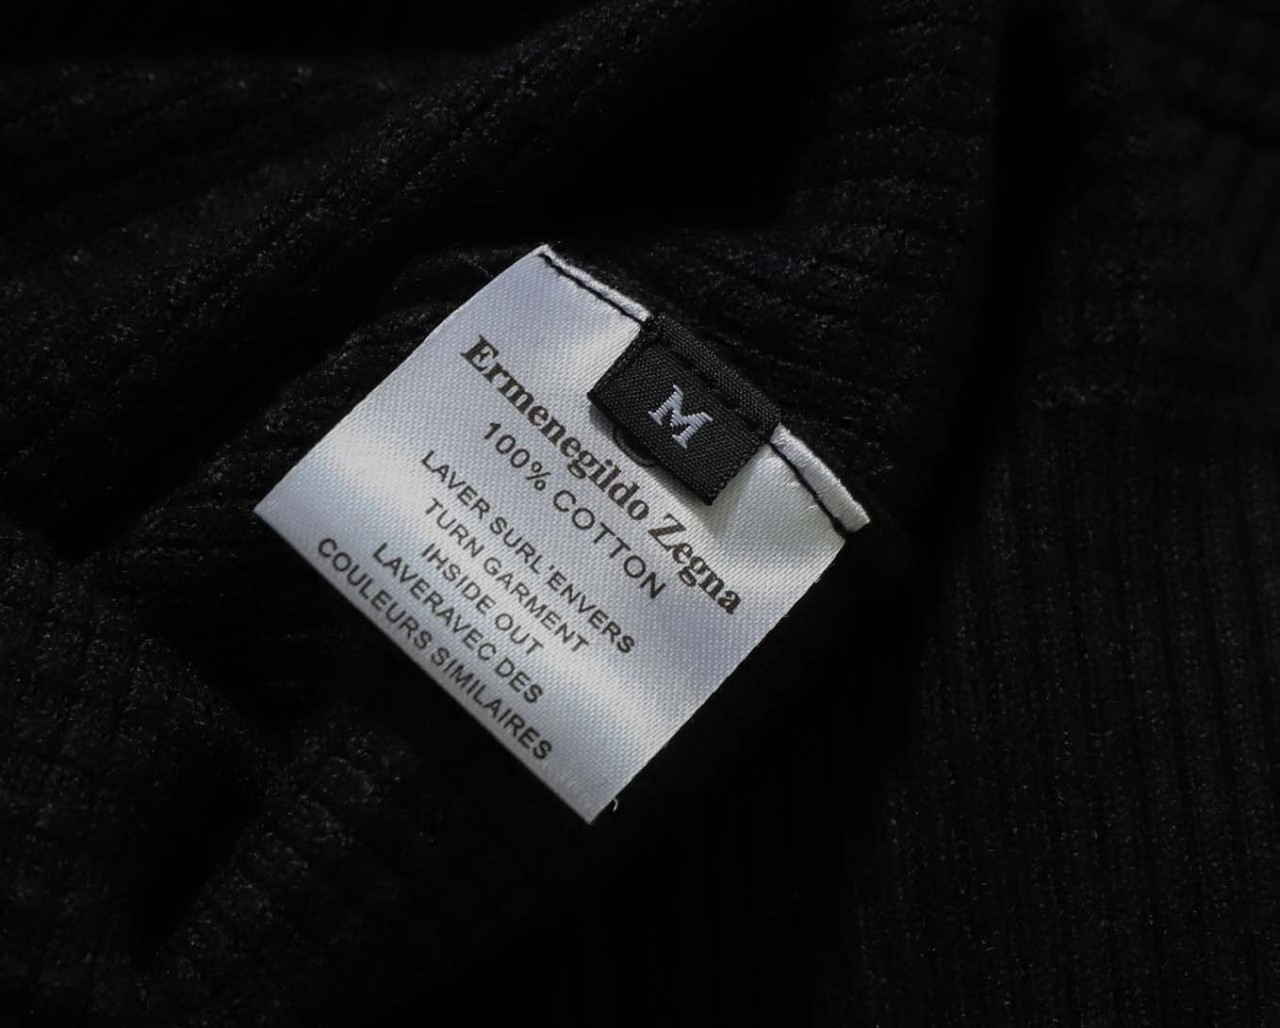 M
Ermenegildo Zegna
100% COTTON
LAVER SURL'ENVERS
TURN GARMENT
IHSIDE OUT
LAVERAVEC DES
COULEURS SIMILAIRES